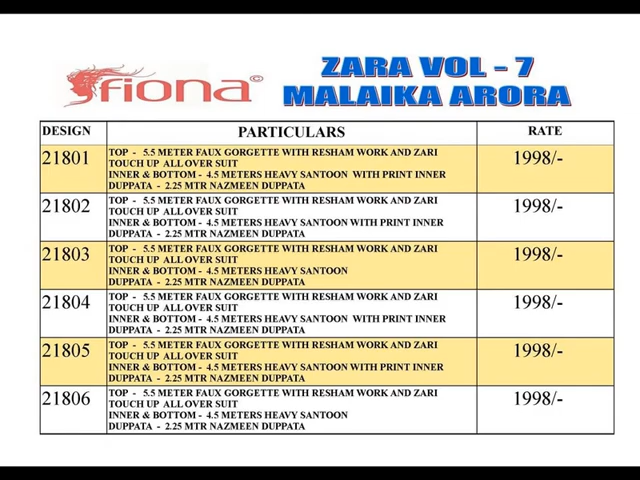 fiona©
ZARA VOL - 7
MALAIKA ARORA
DESIGN PARTICULARS RATE
21801 TOP - 5.5 METER FAUX GORGETTE WITH RESHAM WORK AND ZARI 1998/-
TOUCH UP ALL OVER SUIT
INNER & BOTTOM - 4.5 METERS HEAVY SANTOON WITH PRINT INNER
DUPPATA - 2.25 MTR NAZMEEN DUPPATA
21802 TOP - 5.5 METER FAUX GORGETTE WITH RESHAM WORK AND ZARI 1998/-
TOUCH UP ALL OVER SUIT
INNER & BOTTOM - 4.5 METERS HEAVY SANTOON WITH PRINT INNER
DUPPATA - 2.25 MTR NAZMEEN DUPPATA
21803 TOP - 5.5 METER FAUX GORGETTE WITH RESHAM WORK AND ZARI 1998/-
TOUCH UP ALL OVER SUIT
INNER & BOTTOM - 4.5 METERS HEAVY SANTOON
DUPPATA - 2.25 MTR NAZMEEN DUPPATA
21804 TOP - 5.5 METER FAUX GORGETTE WITH RESHAM WORK AND ZARI 1998/-
TOUCH UP ALL OVER SUIT
INNER & BOTTOM - 4.5 METERS HEAVY SANTOON WITH PRINT INNER
DUPPATA - 2.25 MTR NAZMEEN DUPPATA
21805 TOP - 5.5 METER FAUX GORGETTE WITH RESHAM WORK AND ZARI 1998/-
TOUCH UP ALL OVER SUIT
INNER & BOTTOM - 4.5 METERS HEAVY SANTOON WITH PRINT INNER
DUPPATA - 2.25 MTR NAZMEEN DUPPATA
21806 TOP - 5.5 METER FAUX GORGETTE WITH RESHAM WORK AND ZARI 1998/-
TOUCH UP ALL OVER SUIT
INNER & BOTTOM - 4.5 METERS HEAVY SANTOON
DUPPATA - 2.25 MTR NAZMEEN DUPPATA